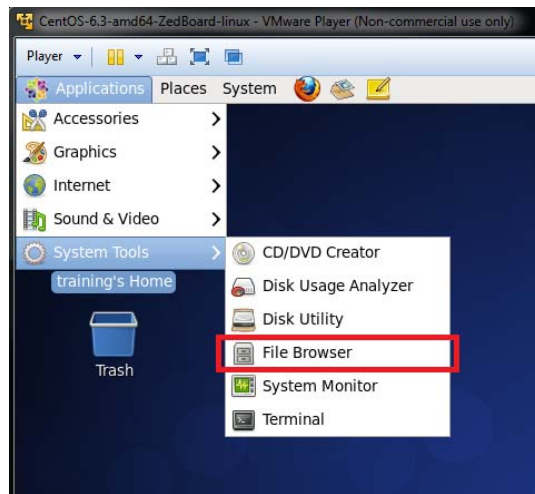 CentOS-6.3-amd64-ZedBoard-linux - VMware Player (Non-commercial use only)
Player
Applications Places System
Accessories
Graphics
Internet
Sound & Video
System Tools
CD/DVD Creator
training's Home
Disk Usage Analyzer
Disk Utility
File Browser
Trash
System Monitor
Terminal